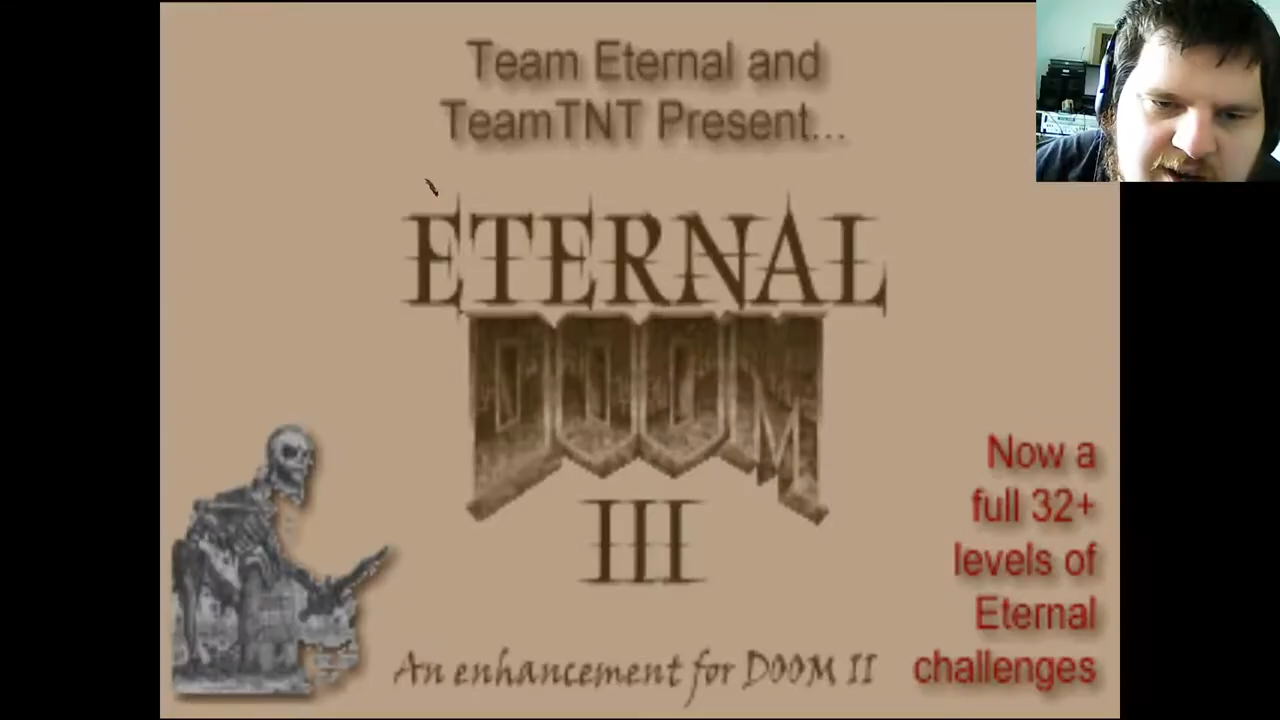 Team Eternal and
TeamTNT Present...
ETERNAL
DOOM
III
Now a
full 32+
levels of
Eternal
challenges
An enhancement for DOOM II